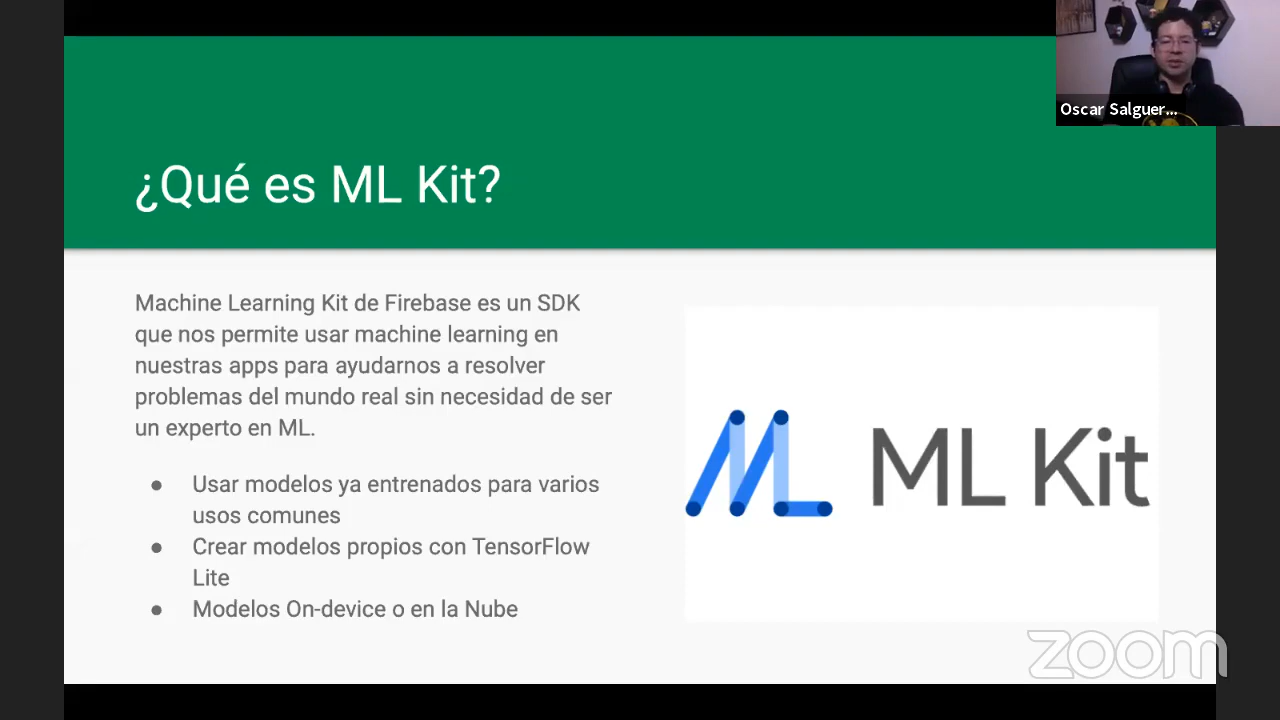 Oscar Salguer...
¿Qué es ML Kit?
Machine Learning Kit de Firebase es un SDK
que nos permite usar machine learning en
nuestras apps para ayudarnos a resolver
problemas del mundo real sin necesidad de ser
un experto en ML.
● Usar modelos ya entrenados para varios
usos comunes
● Crear modelos propios con TensorFlow
Lite
● Modelos On-device o en la Nube
ML ML Kit
zoom